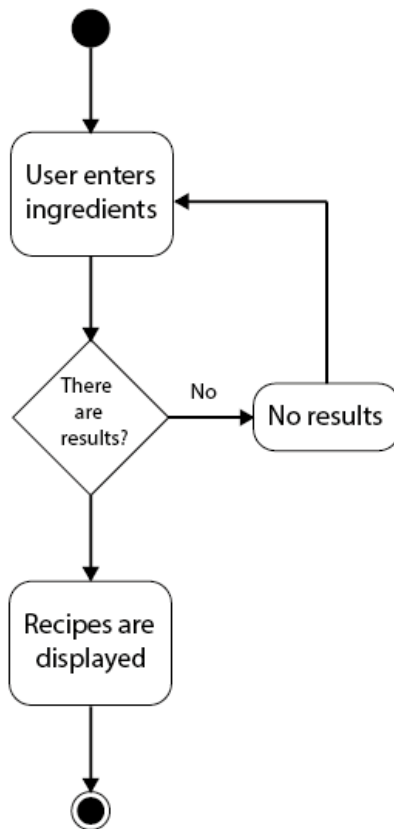 User enters
ingredients
There
are
results?
No
No results
Recipes are
displayed